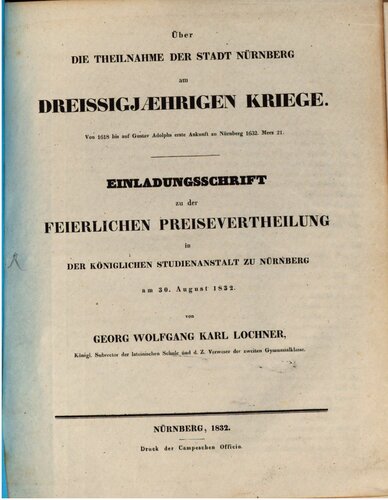 Über
DIE THEILNAHME DER STADT NÜRNBERG
am
DREISSIGJÆHRIGEN KRIEGE.
Von 1618 bis auf Gustav Adolphs erste Ankunft zu Nürnberg 1632. Merz 21.
EINLADUNGSSCHRIFT
zu der
FEIERLICHEN PREISEVERTHEILUNG
in
DER KÖNIGLICHEN STUDIENANSTALT ZU NÜRNBERG
am 30. August 1832.
von
GEORG WOLFGANG KARL LOCHNER,
Königl. Subrector der lateinischen Schule und d. Z. Verweser der zweiten Gymnasialklasse.
NÜRNBERG, 1832.
Druck der Campeschen Officin.